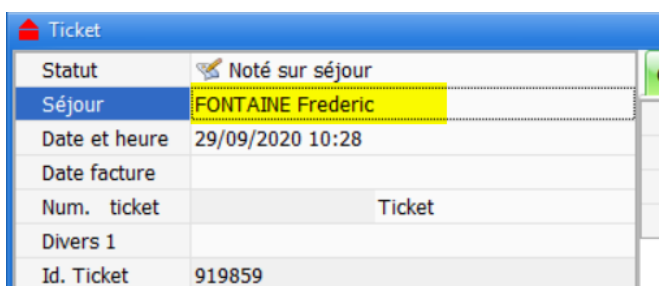 Ticket
Statut Noté sur séjour
Séjour FONTAINE Frederic
Date et heure 29/09/2020 10:28
Date facture
Num. ticket Ticket
Divers 1
Id. Ticket 919859